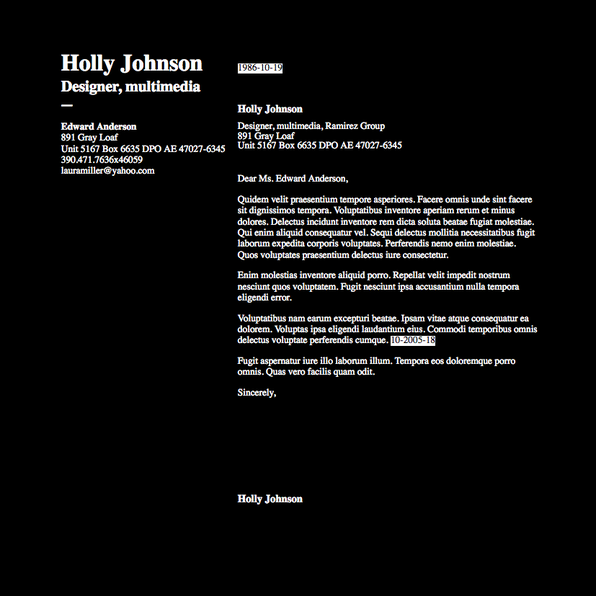 Holly Johnson
Designer, multimedia
Edward Anderson
891 Gray Loaf
Unit 5167 Box 6635 DPO AE 47027-6345
390.471.7636x46059
lauramiller@yahoo.com
1986-10-19
Holly Johnson
Designer, multimedia, Ramirez Group
891 Gray Loaf
Unit 5167 Box 6635 DPO AE 47027-6345
Dear Ms. Edward Anderson,
Quidem velit praesentium tempore asperiores. Facere omnis unde sint facere
sit dignissimos tempora. Voluptatibus inventore aperiam rerum et minus
dolores. Delectus incidunt inventore rem dicta soluta beatae fugiat molestiae.
Qui enim aliquid consequatur vel. Sequi delectus mollitia necessitatibus fugit
laborum expedita corporis voluptates. Perferendis nemo enim molestiae.
Quos voluptates praesentium delectus iure consectetur.
Enim molestias inventore aliquid porro. Repellat velit impedit nostrum
nesciunt quos voluptatem. Fugit nesciunt ipsa accusantium nulla tempora
eligendi error.
Voluptatibus nam earum excepturi beatae. Ipsam vitae atque consequatur ea
dolorem. Voluptas ipsa eligendi laudantium eius. Commodi temporibus omnis
delectus voluptate perferendis cumque. 10-2005-18
Fugit aspernatur iure illo laborum illum. Tempora eos doloremque porro
omnis. Quas vero facilis quam odit.
Sincerely,
Holly Johnson